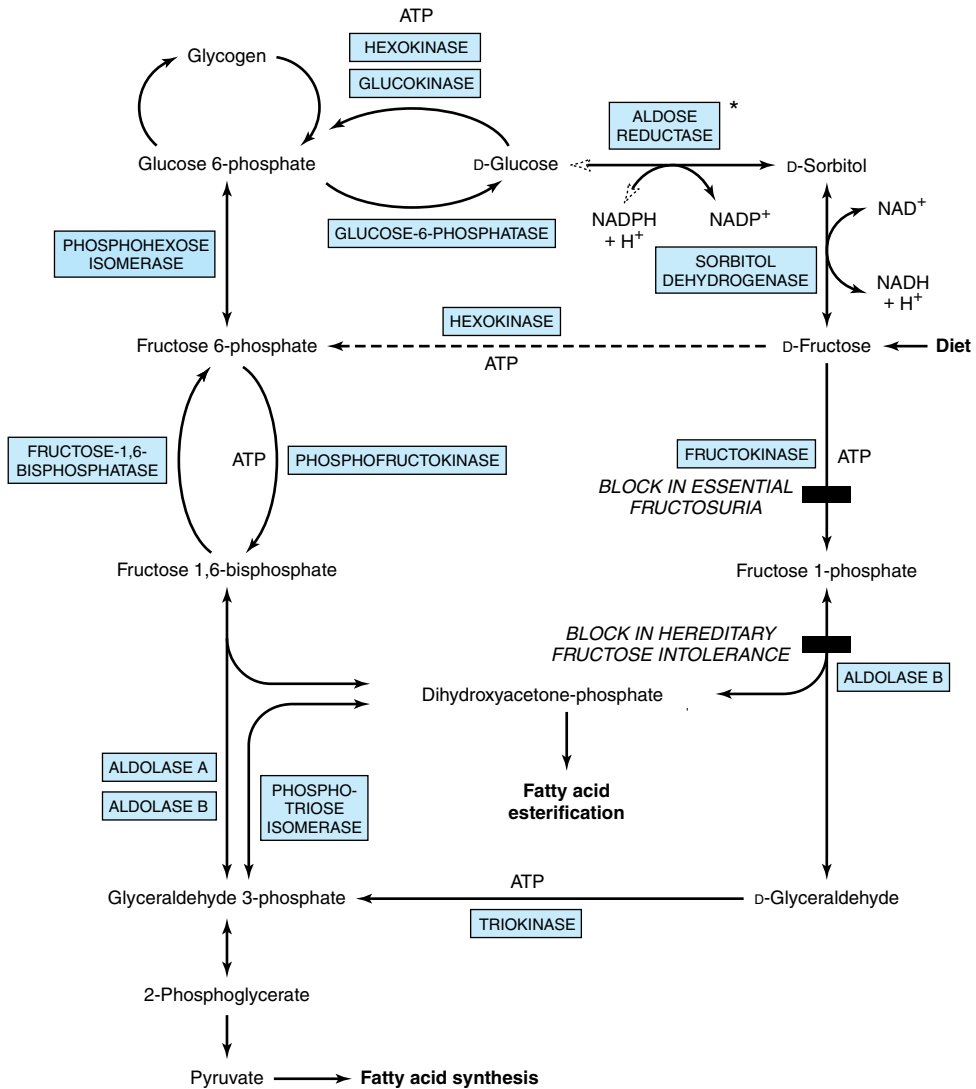 ATP
HEXOKINASE
GLUCOKINASE
Glycogen
ALDOSE
REDUCTASE
*
Glucose 6-phosphate
D-Glucose
D-Sorbitol
NADPH
+ H+
NADP+
NAD+
GLUCOSE-6-PHOSPHATASE
PHOSPHOHEXOSE
ISOMERASE
SORBITOL
DEHYDROGENASE
NADH
+ H+
HEXOKINASE
Fructose 6-phosphate
ATP
D-Fructose
Diet
FRUCTOSE-1,6-
BISPHOSPHATASE
ATP
PHOSPHOFRUCTOKINASE
FRUCTOKINASE
ATP
BLOCK IN ESSENTIAL
FRUCTOSURIA
Fructose 1,6-bisphosphate
Fructose 1-phosphate
BLOCK IN HEREDITARY
FRUCTOSE INTOLERANCE
ALDOLASE B
Dihydroxyacetone-phosphate
ALDOLASE A
ALDOLASE B
PHOSPHO-
TRIOSE
ISOMERASE
Fatty acid
esterification
Glyceraldehyde 3-phosphate
ATP
TRIOKINASE
D-Glyceraldehyde
2-Phosphoglycerate
Pyruvate
Fatty acid synthesis